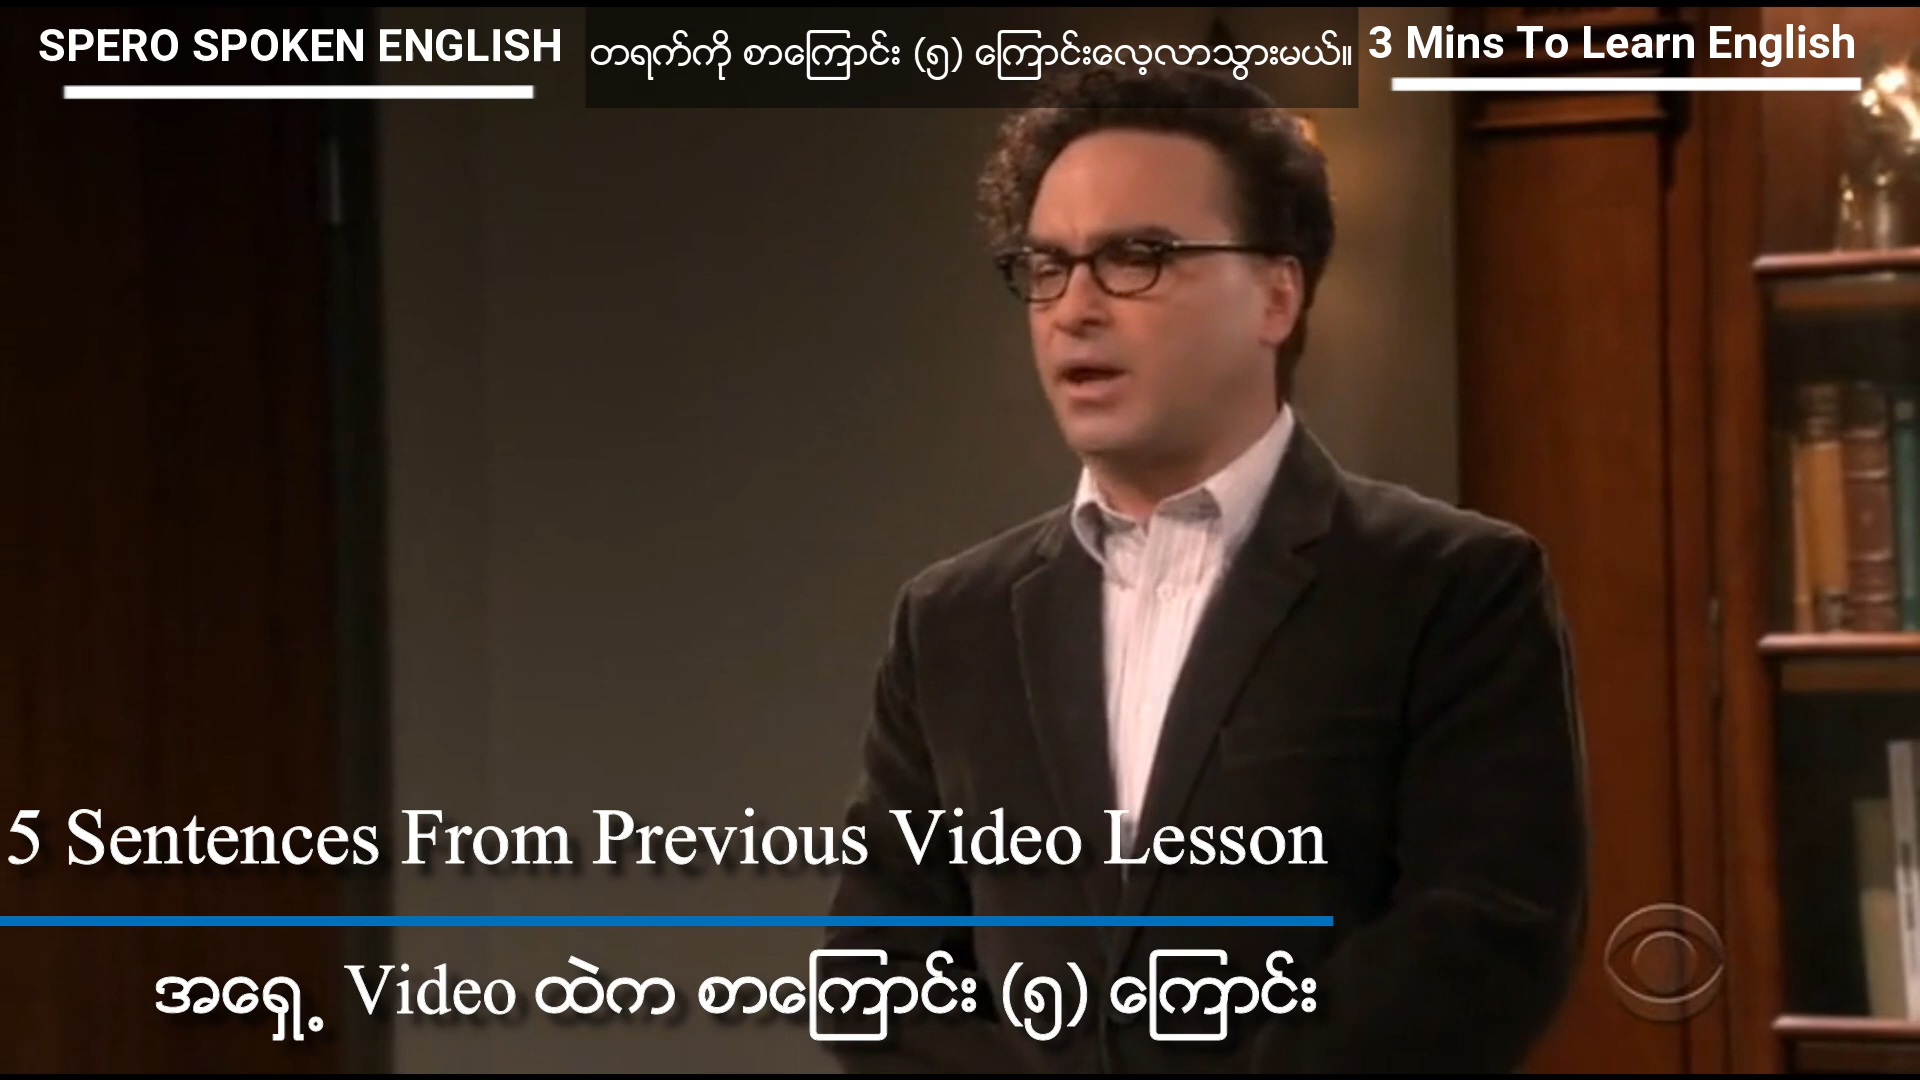 SPERO SPOKEN ENGLISH
တရက်ကို စာကြောင်း (၅) ကြောင်းလေ့လာသွားမယ်။
3 Mins To Learn English
5 Sentences From Previous Video Lesson
အရှေ့ Video ထဲက စာကြောင်း (၅) ကြောင်း